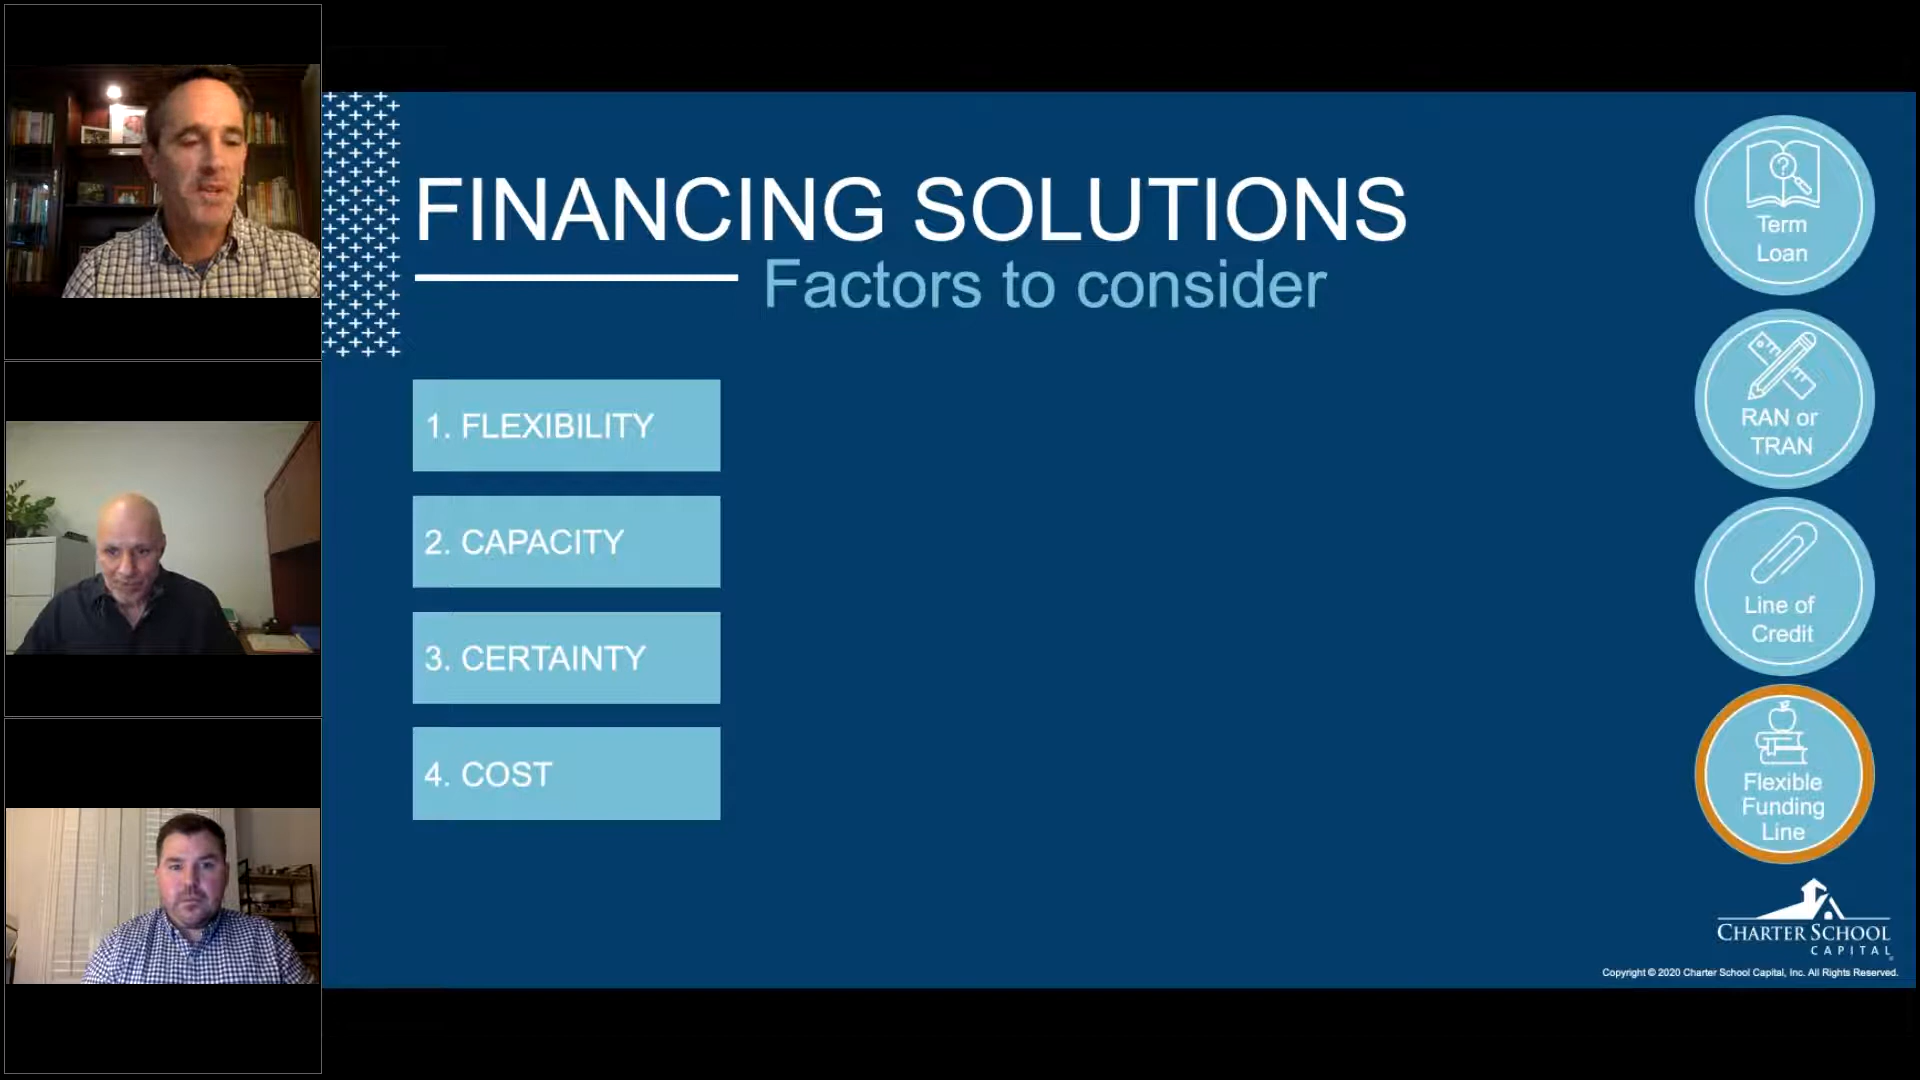 FINANCING SOLUTIONS
Factors to consider
1. FLEXIBILITY
2. CAPACITY
3. CERTAINTY
4. COST
Term
Loan
RAN or
TRAN
Line of
Credit
Flexible
Funding
Line
CHARTER SCHOOL
CAPITAL
Copyright © 2020 Charter School Capital, Inc. All Rights Reserved.